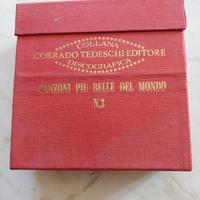 COLLANA
CORRADO TEDESCHI EDITORE
DISCOGRAFICA
CANZONI PIU BELLE DEL MONDO
N.3